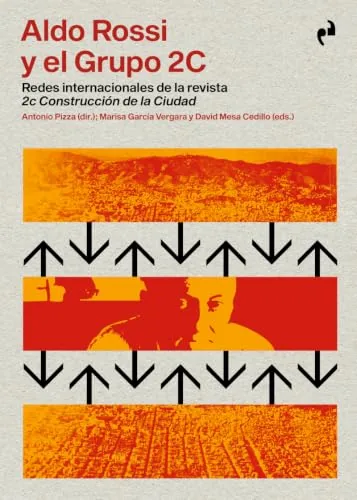 Aldo Rossi
y el Grupo 2C
Redes internacionales de la revista
2c Construcción de la Ciudad
Antonio Pizza (dir.); Marisa García Vergara y David Mesa Cedillo (eds.)